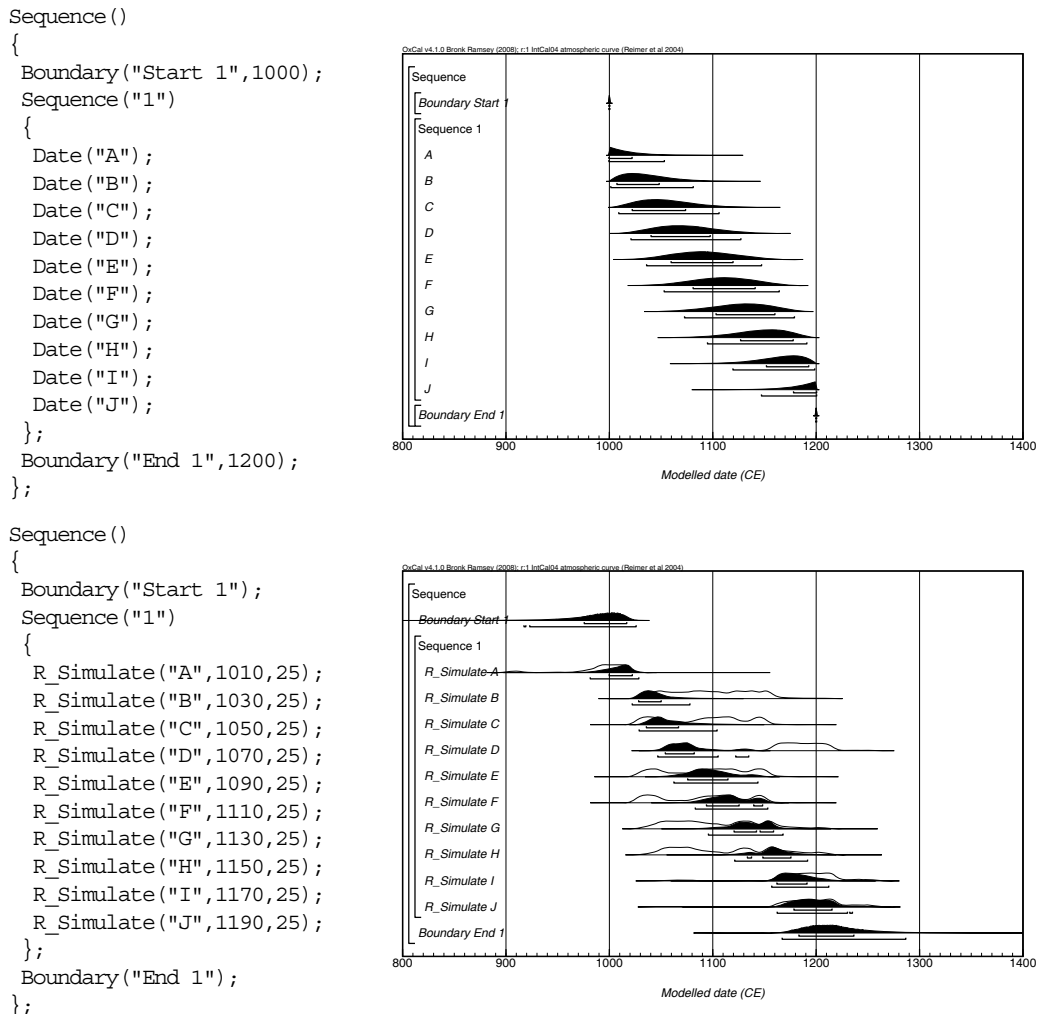 Sequence()
{
Boundary("Start 1",1000);
Sequence("1")
{
Date("A");
Date("B");
Date("C");
Date("D");
Date("E");
Date("F");
Date("G");
Date("H");
Date("I");
Date("J");
};
Boundary("End 1",1200);
};
OxCal v4.1.0 Bronk Ramsey (2008); r:1 IntCal04 atmospheric curve (Reimer et al 2004)
Sequence
Boundary Start 1
Sequence 1
A
B
C
D
E
F
G
H
I
J
Boundary End 1
800 900 1000 1100 1200 1300 1400
Modelled date (CE)
Sequence()
{
Boundary("Start 1");
Sequence("1")
{
R_Simulate("A",1010,25);
R_Simulate("B",1030,25);
R_Simulate("C",1050,25);
R_Simulate("D",1070,25);
R_Simulate("E",1090,25);
R_Simulate("F",1110,25);
R_Simulate("G",1130,25);
R_Simulate("H",1150,25);
R_Simulate("I",1170,25);
R_Simulate("J",1190,25);
};
Boundary("End 1");
};
OxCal v4.1.0 Bronk Ramsey (2008); r:1 IntCal04 atmospheric curve (Reimer et al 2004)
Sequence
Boundary Start 1
Sequence 1
R_Simulate A
R_Simulate B
R_Simulate C
R_Simulate D
R_Simulate E
R_Simulate F
R_Simulate G
R_Simulate H
R_Simulate I
R_Simulate J
Boundary End 1
800 900 1000 1100 1200 1300 1400
Modelled date (CE)